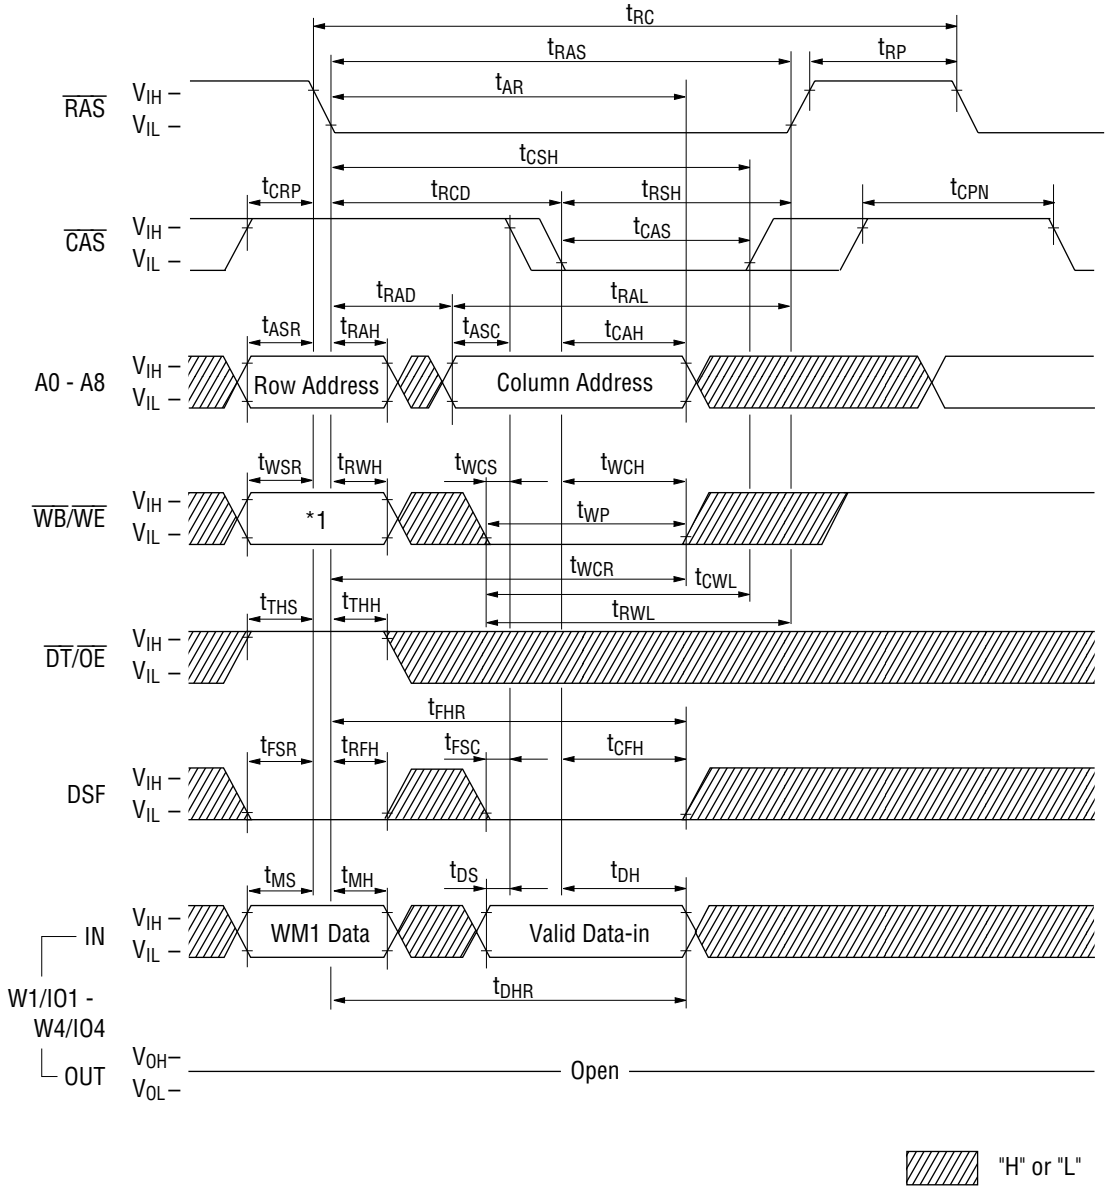 tRC
tRAS
tRP
tAR
RAS
VIH –
VIL –
tCSH
tCRP
tRCD
tRSH
tCPN
CAS
VIH –
VIL –
tCAS
tRAD
tRAL
tASR
tRAH
tASC
tCAH
A0 - A8
VIH –
VIL –
Row Address
Column Address
tWSR
tRWH
tWCS
tWCH
WB/WE
VIH –
VIL –
*1
tWP
tWCR
tCWL
tTHS
tTHH
tRWL
DT/OE
VIH –
VIL –
tFHR
tFSR
tRFH
tFSC
tCFH
DSF
VIH –
VIL –
tMS
tMH
tDS
tDH
IN
VIH –
VIL –
WM1 Data
Valid Data-in
tDHR
W1/IO1 -
W4/IO4
OUT
VOH –
VOL –
Open
"H" or "L"